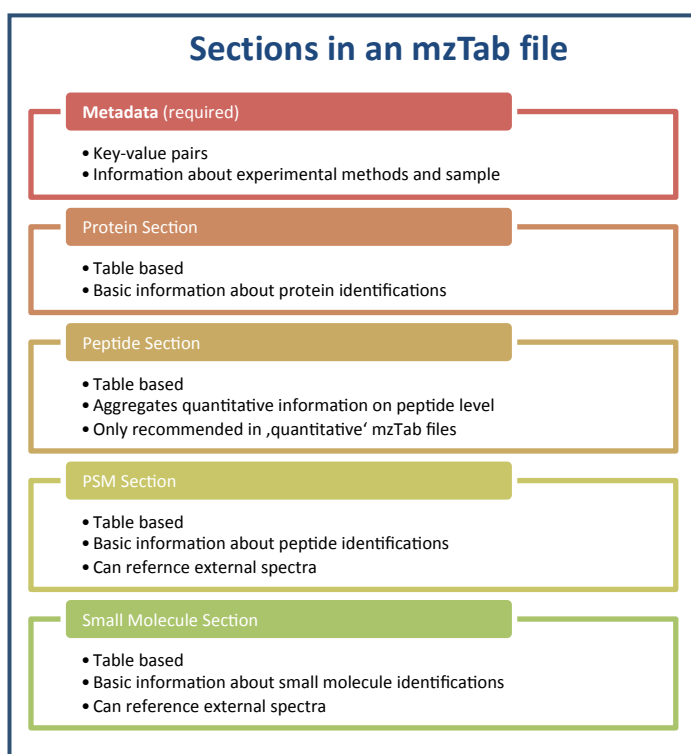 Sections in an mzTab file
Metadata (required)
• Key-value pairs
• Information about experimental methods and sample
Protein Section
• Table based
• Basic information about protein identifications
Peptide Section
• Table based
• Aggregates quantitative information on peptide level
• Only recommended in ‚quantitative‘ mzTab files
PSM Section
• Table based
• Basic information about peptide identifications
• Can refernce external spectra
Small Molecule Section
• Table based
• Basic information about small molecule identifications
• Can reference external spectra